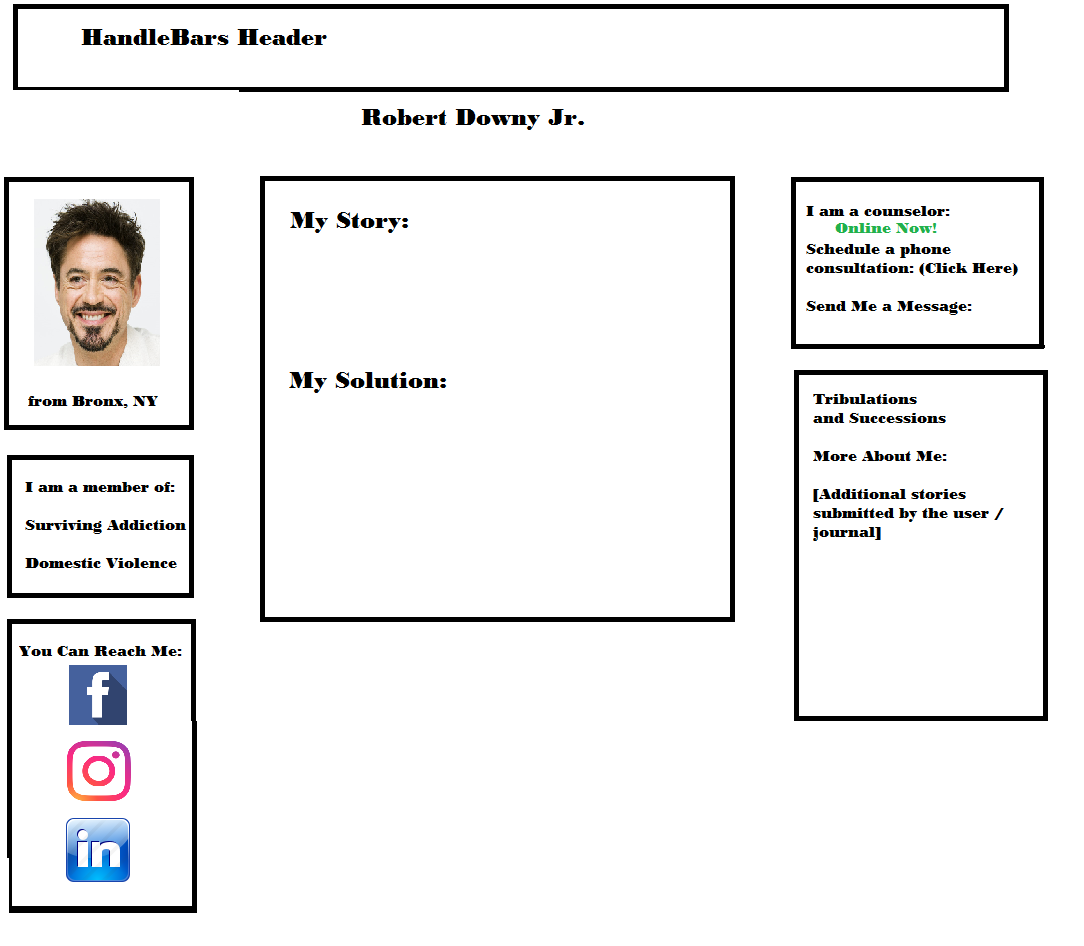 HandleBars Header
Robert Downy Jr.
from Bronx, NY
I am a member of:
Surviving Addiction
Domestic Violence
You Can Reach Me:
f
in
My Story:
My Solution:
I am a counselor:
Online Now!
Schedule a phone
consultation: (Click Here)
Send Me a Message:
Tribulations
and Successions
More About Me:
[Additional stories
submitted by the user /
journal]